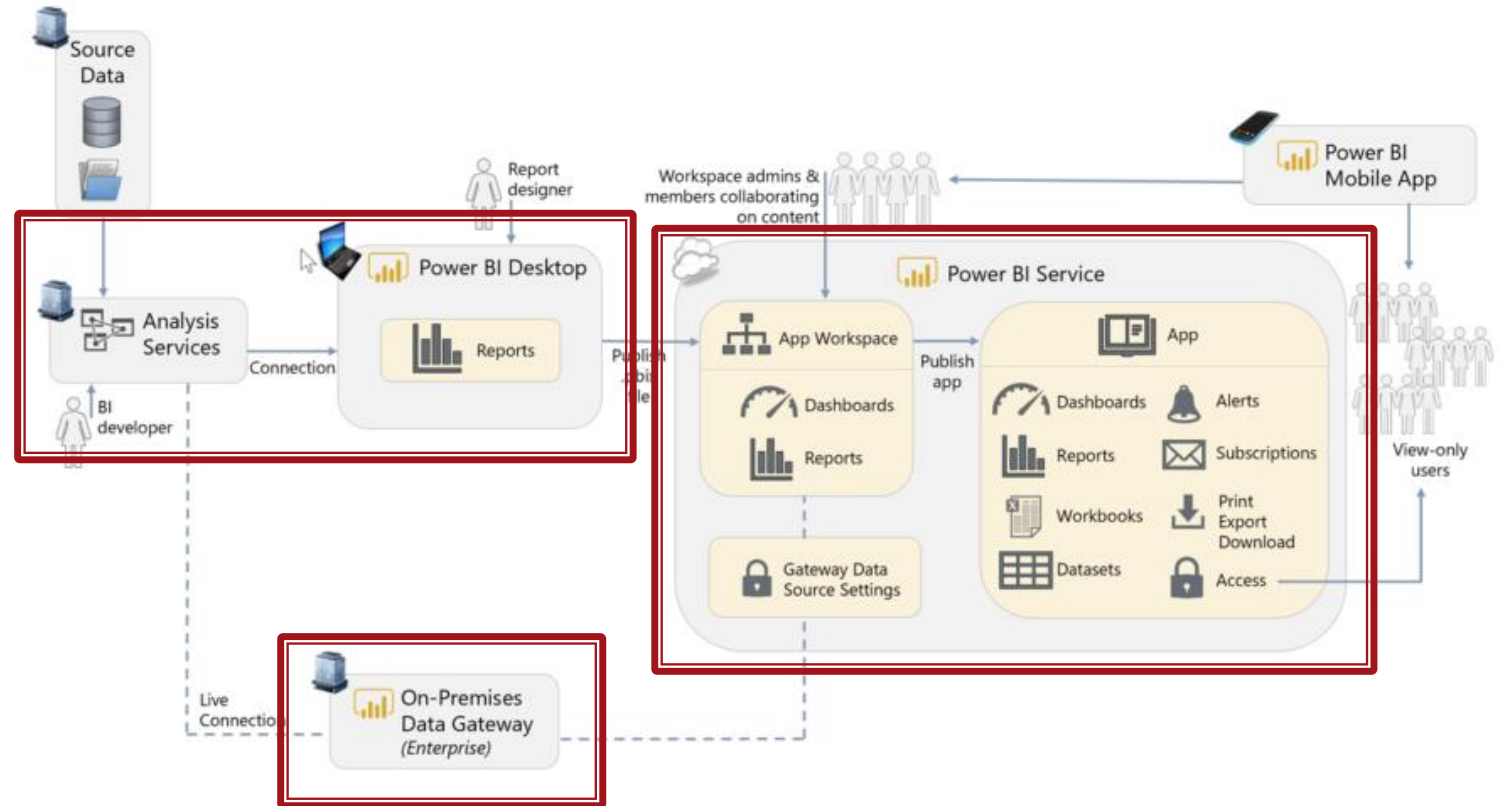 Source
Data
Report
designer
Workspace admins &
members collaborating
on content
Power BI
Mobile App
Power BI Desktop
Reports
Analysis
Services
Connection
BI
developer
Publish
.pbix
file
Power BI Service
App Workspace
Dashboards
Reports
Gateway Data
Source Settings
Publish
app
App
Dashboards
Alerts
Reports
Subscriptions
Workbooks
Print
Export
Download
Datasets
Access
View-only
users
Live
Connection
On-Premises
Data Gateway
(Enterprise)